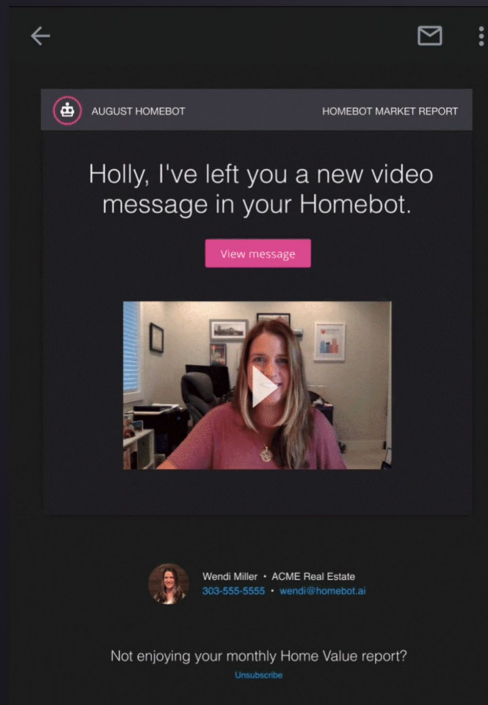 AUGUST HOMEBOT
HOMEBOT MARKET REPORT
Holly, I've left you a new video
message in your Homebot.
View message
Wendi Miller • ACME Real Estate
303-555-5555 • wendi@homebot.ai
Not enjoying your monthly Home Value report?
Unsubscribe